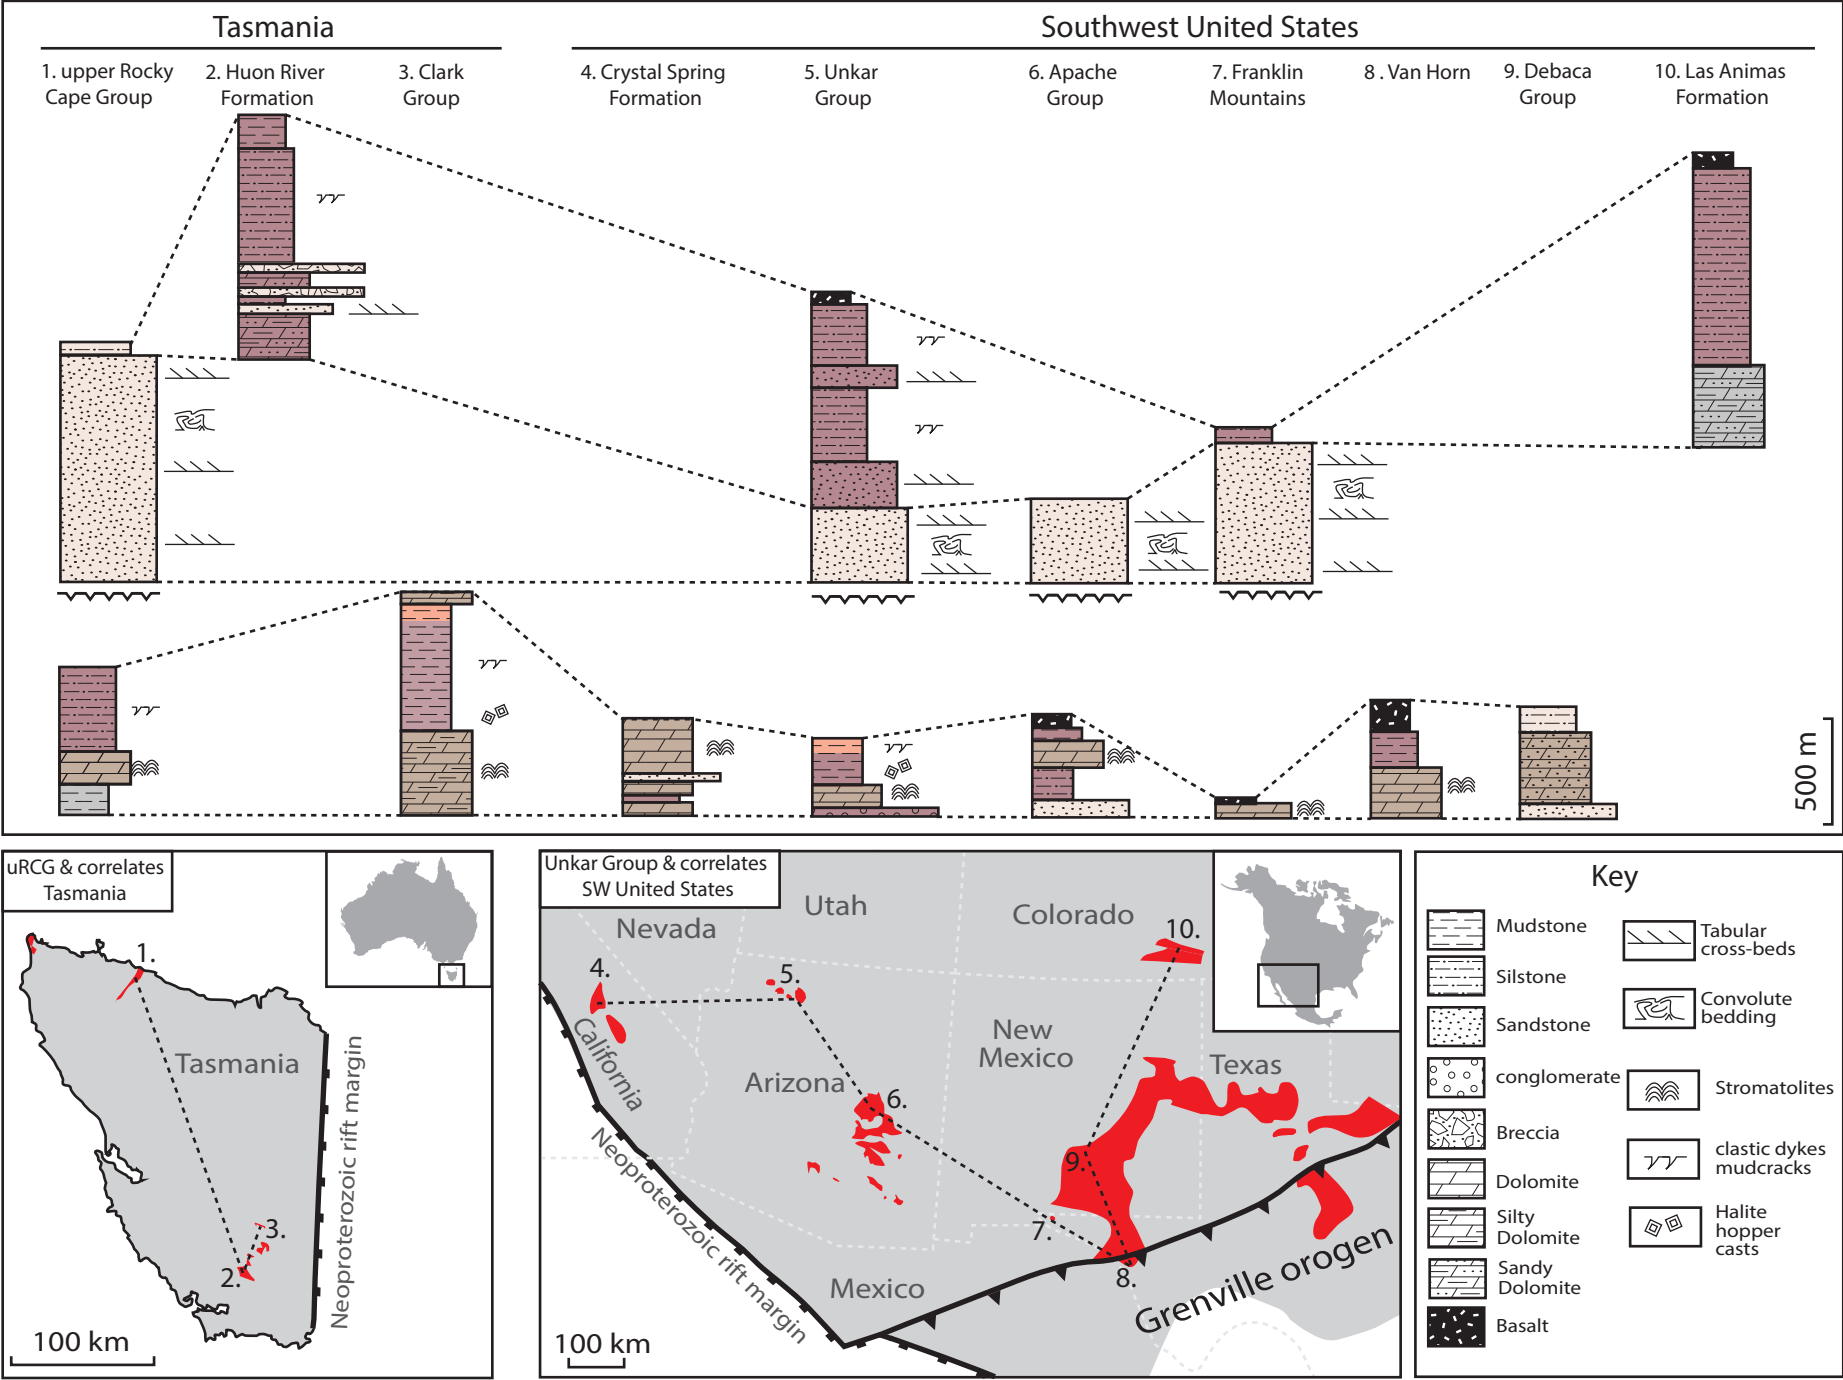 Tasmania
Southwest United States
1. upper Rocky
Cape Group
2. Huon River
Formation
3. Clark
Group
4. Crystal Spring
Formation
5. Unkar
Group
6. Apache
Group
7. Franklin
Mountains
8 . Van Horn
9. Debaca
Group
10. Las Animas
Formation
500 m
uRCG & correlates
Tasmania
1.
Tasmania
Neoproterozoic rift margin
3.
2.
100 km
Unkar Group & correlates
SW United States
Nevada
Utah
Colorado
10.
4.
5.
California
New
Mexico
Texas
Arizona
6.
9.
Neoproterozoic rift margin
7.
8.
Mexico
Grenville orogen
100 km
Key
Mudstone
Silstone
Sandstone
conglomerate
Breccia
Dolomite
Silty
Dolomite
Sandy
Dolomite
Basalt
Tabular
cross-beds
Convolute
bedding
Stromatolites
clastic dykes
mudcracks
Halite
hopper
casts